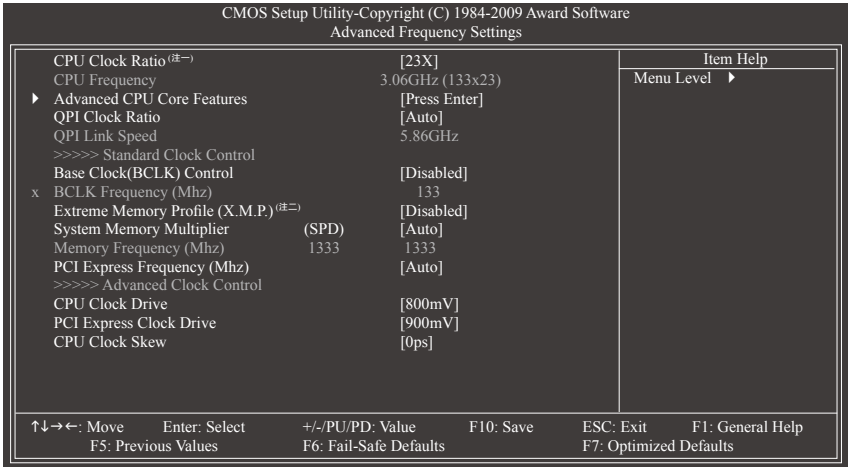 CMOS Setup Utility-Copyright (C) 1984-2009 Award Software
Advanced Frequency Settings
CPU Clock Ratio (注一) [23X] Item Help
CPU Frequency 3.06GHz (133x23) Menu Level ▶
▶ Advanced CPU Core Features [Press Enter]
QPI Clock Ratio [Auto]
QPI Link Speed 5.86GHz
>>>>> Standard Clock Control
Base Clock(BCLK) Control [Disabled]
x BCLK Frequency (Mhz) 133
Extreme Memory Profile (X.M.P.) (注二) [Disabled]
System Memory Multiplier (SPD) [Auto]
Memory Frequency (Mhz) 1333 1333
PCI Express Frequency (Mhz) [Auto]
>>>>> Advanced Clock Control
CPU Clock Drive [800mV]
PCI Express Clock Drive [900mV]
CPU Clock Skew [0ps]
↑↓→←: Move Enter: Select +/-/PU/PD: Value F10: Save ESC: Exit F1: General Help
F5: Previous Values F6: Fail-Safe Defaults F7: Optimized Defaults